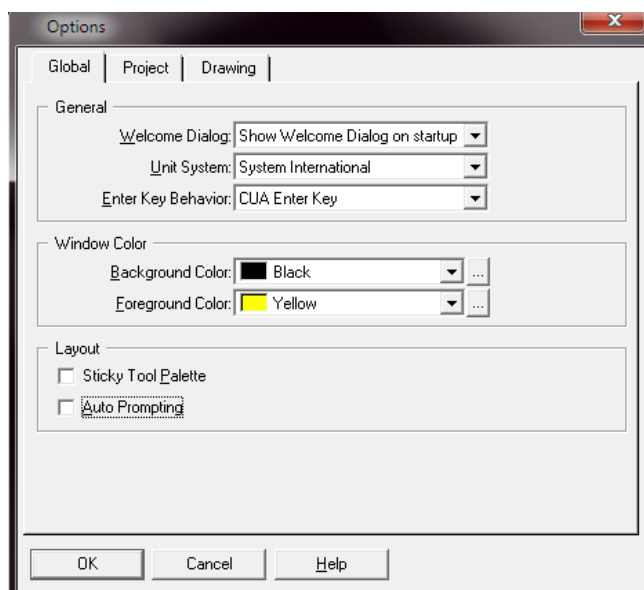 Options
Global Project Drawing
General
Welcome Dialog: Show Welcome Dialog on startup
Unit System: System International
Enter Key Behavior: CUA Enter Key
Window Color
Background Color: Black ...
Foreground Color: Yellow ...
Layout
Sticky Tool Palette
Auto Prompting
OK Cancel Help